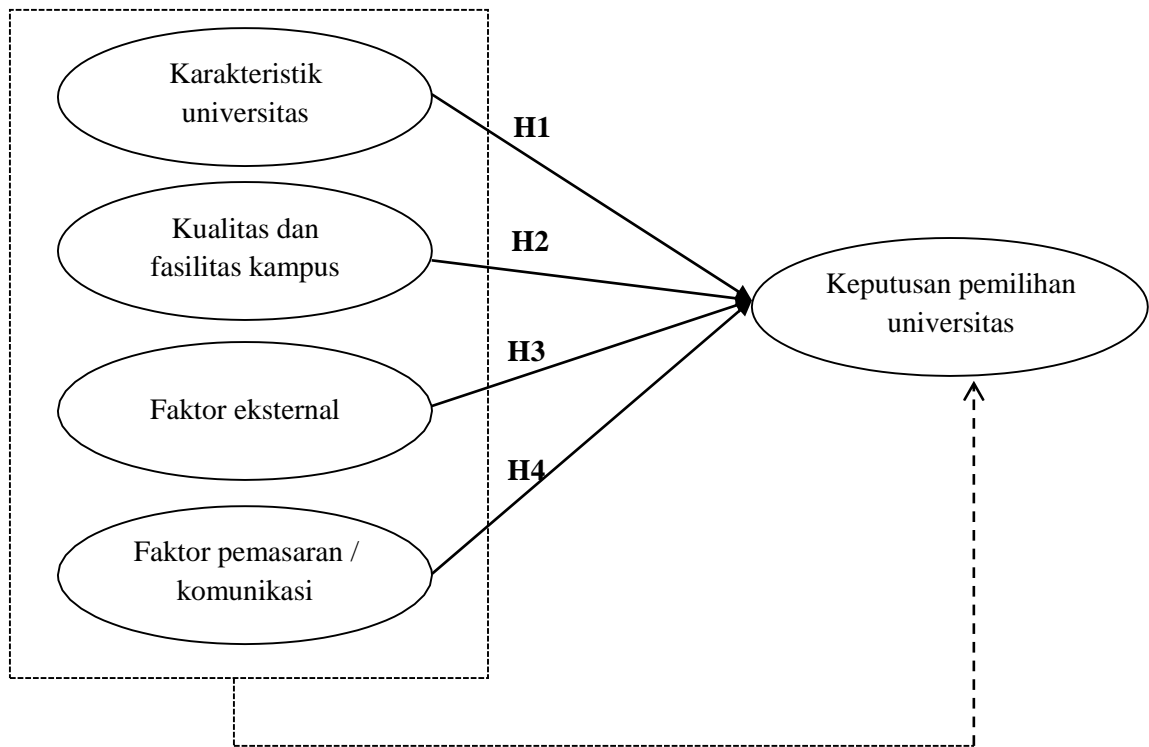 Karakteristik
universitas
H1
Kualitas dan
fasilitas kampus
H2
Keputusan pemilihan
universitas
H3
Faktor eksternal
H4
Faktor pemasaran /
komunikasi